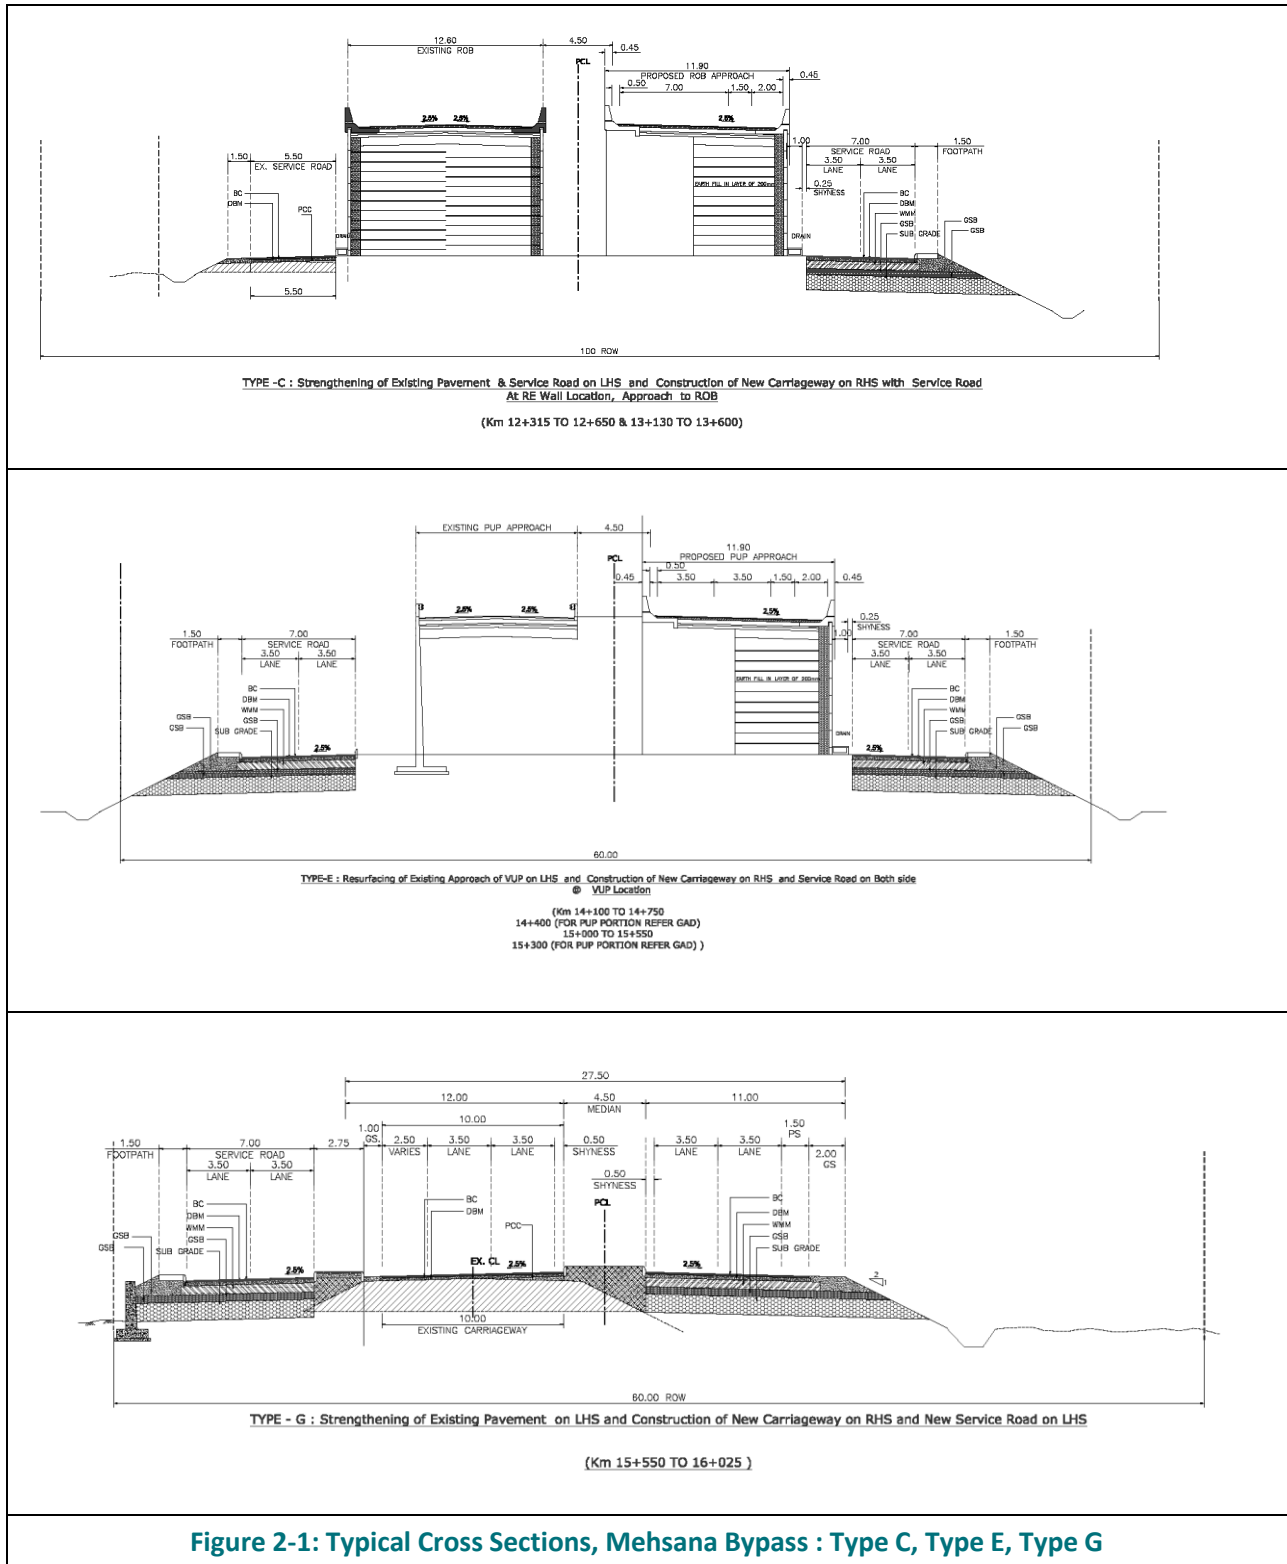 12.60
EXISTING ROB
4.50
0.45
PCL
11.90
PROPOSED ROB APPROACH
0.45
0.50
7.00
1.50
2.00
2.5%
2.5%
2.5%
1.50
5.50
EX. SERVICE ROAD
1.00
7.00
SERVICE ROAD
1.50
FOOTPATH
3.50
LANE
3.50
LANE
0.25
SHYNESS
EARTH FILL IN LAYER OF 200mm
BC
DBM
PCC
BC
DBM
WMM
GSB
SUB GRADE
GSB
GSB
DRAIN
DRAIN
5.50
100 ROW
TYPE -C : Strengthening of Existing Pavement & Service Road on LHS and Construction of New Carriageway on RHS with Service Road
At RE Wall Location, Approach to ROB
(Km 12+315 TO 12+650 & 13+130 TO 13+600)
EXISTING PUP APPROACH
4.50
PCL
11.90
PROPOSED PUP APPROACH
0.50
0.45
3.50
3.50
1.50
2.00
0.45
2.5%
2.5%
2.5%
0.25
SHYNESS
1.50
FOOTPATH
7.00
SERVICE ROAD
3.50
LANE
3.50
LANE
1.00
7.00
SERVICE ROAD
3.50
LANE
3.50
LANE
1.50
FOOTPATH
EARTH FILL IN LAYER OF 200mm
BC
DBM
WMM
GSB
SUB GRADE
GSB
GSB
2.5%
DRAIN
2.5%
BC
DBM
WMM
GSB
SUB GRADE
GSB
GSB
60.00
TYPE-E : Resurfacing of Existing Approach of VUP on LHS and Construction of New Carriageway on RHS and Service Road on Both side
@ VUP Location
(Km 14+100 TO 14+750
14+400 (FOR PUP PORTION REFER GAD)
15+000 TO 15+550
15+300 (FOR PUP PORTION REFER GAD) )
27.50
12.00
4.50
MEDIAN
11.00
10.00
1.00
GS.
1.50
PS
1.50
FOOTPATH
7.00
SERVICE ROAD
2.75
2.50
VARIES
3.50
LANE
3.50
LANE
0.50
SHYNESS
3.50
LANE
3.50
LANE
2.00
GS
3.50
LANE
3.50
LANE
0.50
SHYNESS
PCL
BC
DBM
WMM
GSB
SUB GRADE
GSB
GSB
2.5%
BC
DBM
PCC
EX. CL
2.5%
BC
DBM
WMM
GSB
SUB GRADE
2.5%
2
1
10.00
EXISTING CARRIAGEWAY
60.00 ROW
TYPE - G : Strengthening of Existing Pavement on LHS and Construction of New Carriageway on RHS and New Service Road on LHS
(Km 15+550 TO 16+025 )
Figure 2-1: Typical Cross Sections, Mehsana Bypass : Type C, Type E, Type G